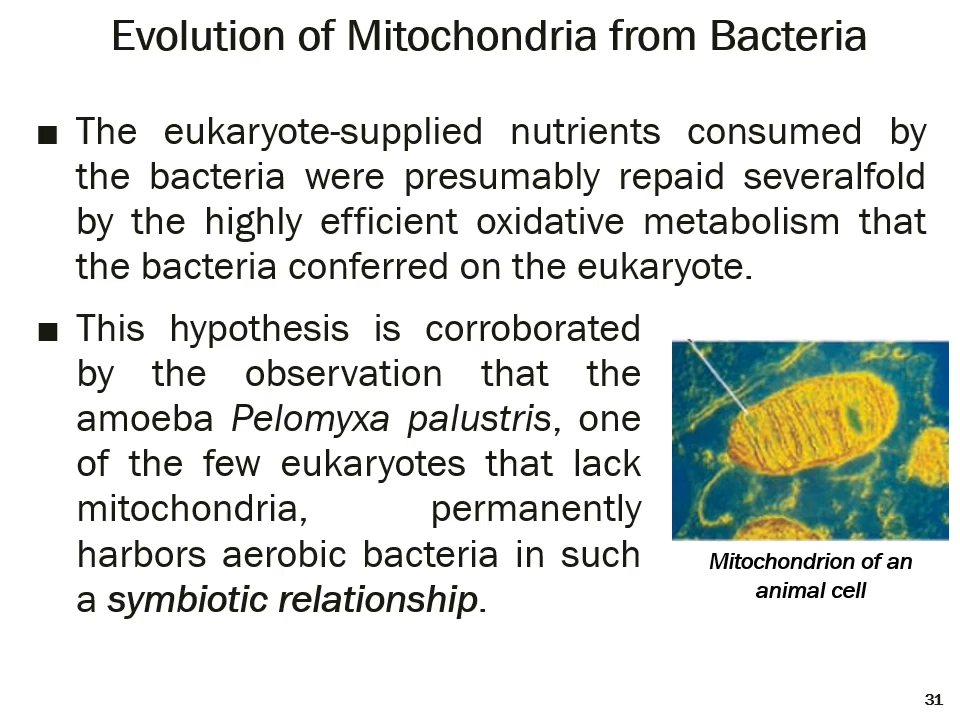 Evolution of Mitochondria from Bacteria
■ The eukaryote-supplied nutrients consumed by
the bacteria were presumably repaid severalfold
by the highly efficient oxidative metabolism that
the bacteria conferred on the eukaryote.
■ This hypothesis is corroborated
by the observation that the
amoeba Pelomyxa palustris, one
of the few eukaryotes that lack
mitochondria, permanently
harbors aerobic bacteria in such
a symbiotic relationship.
Mitochondrion of an
animal cell
31